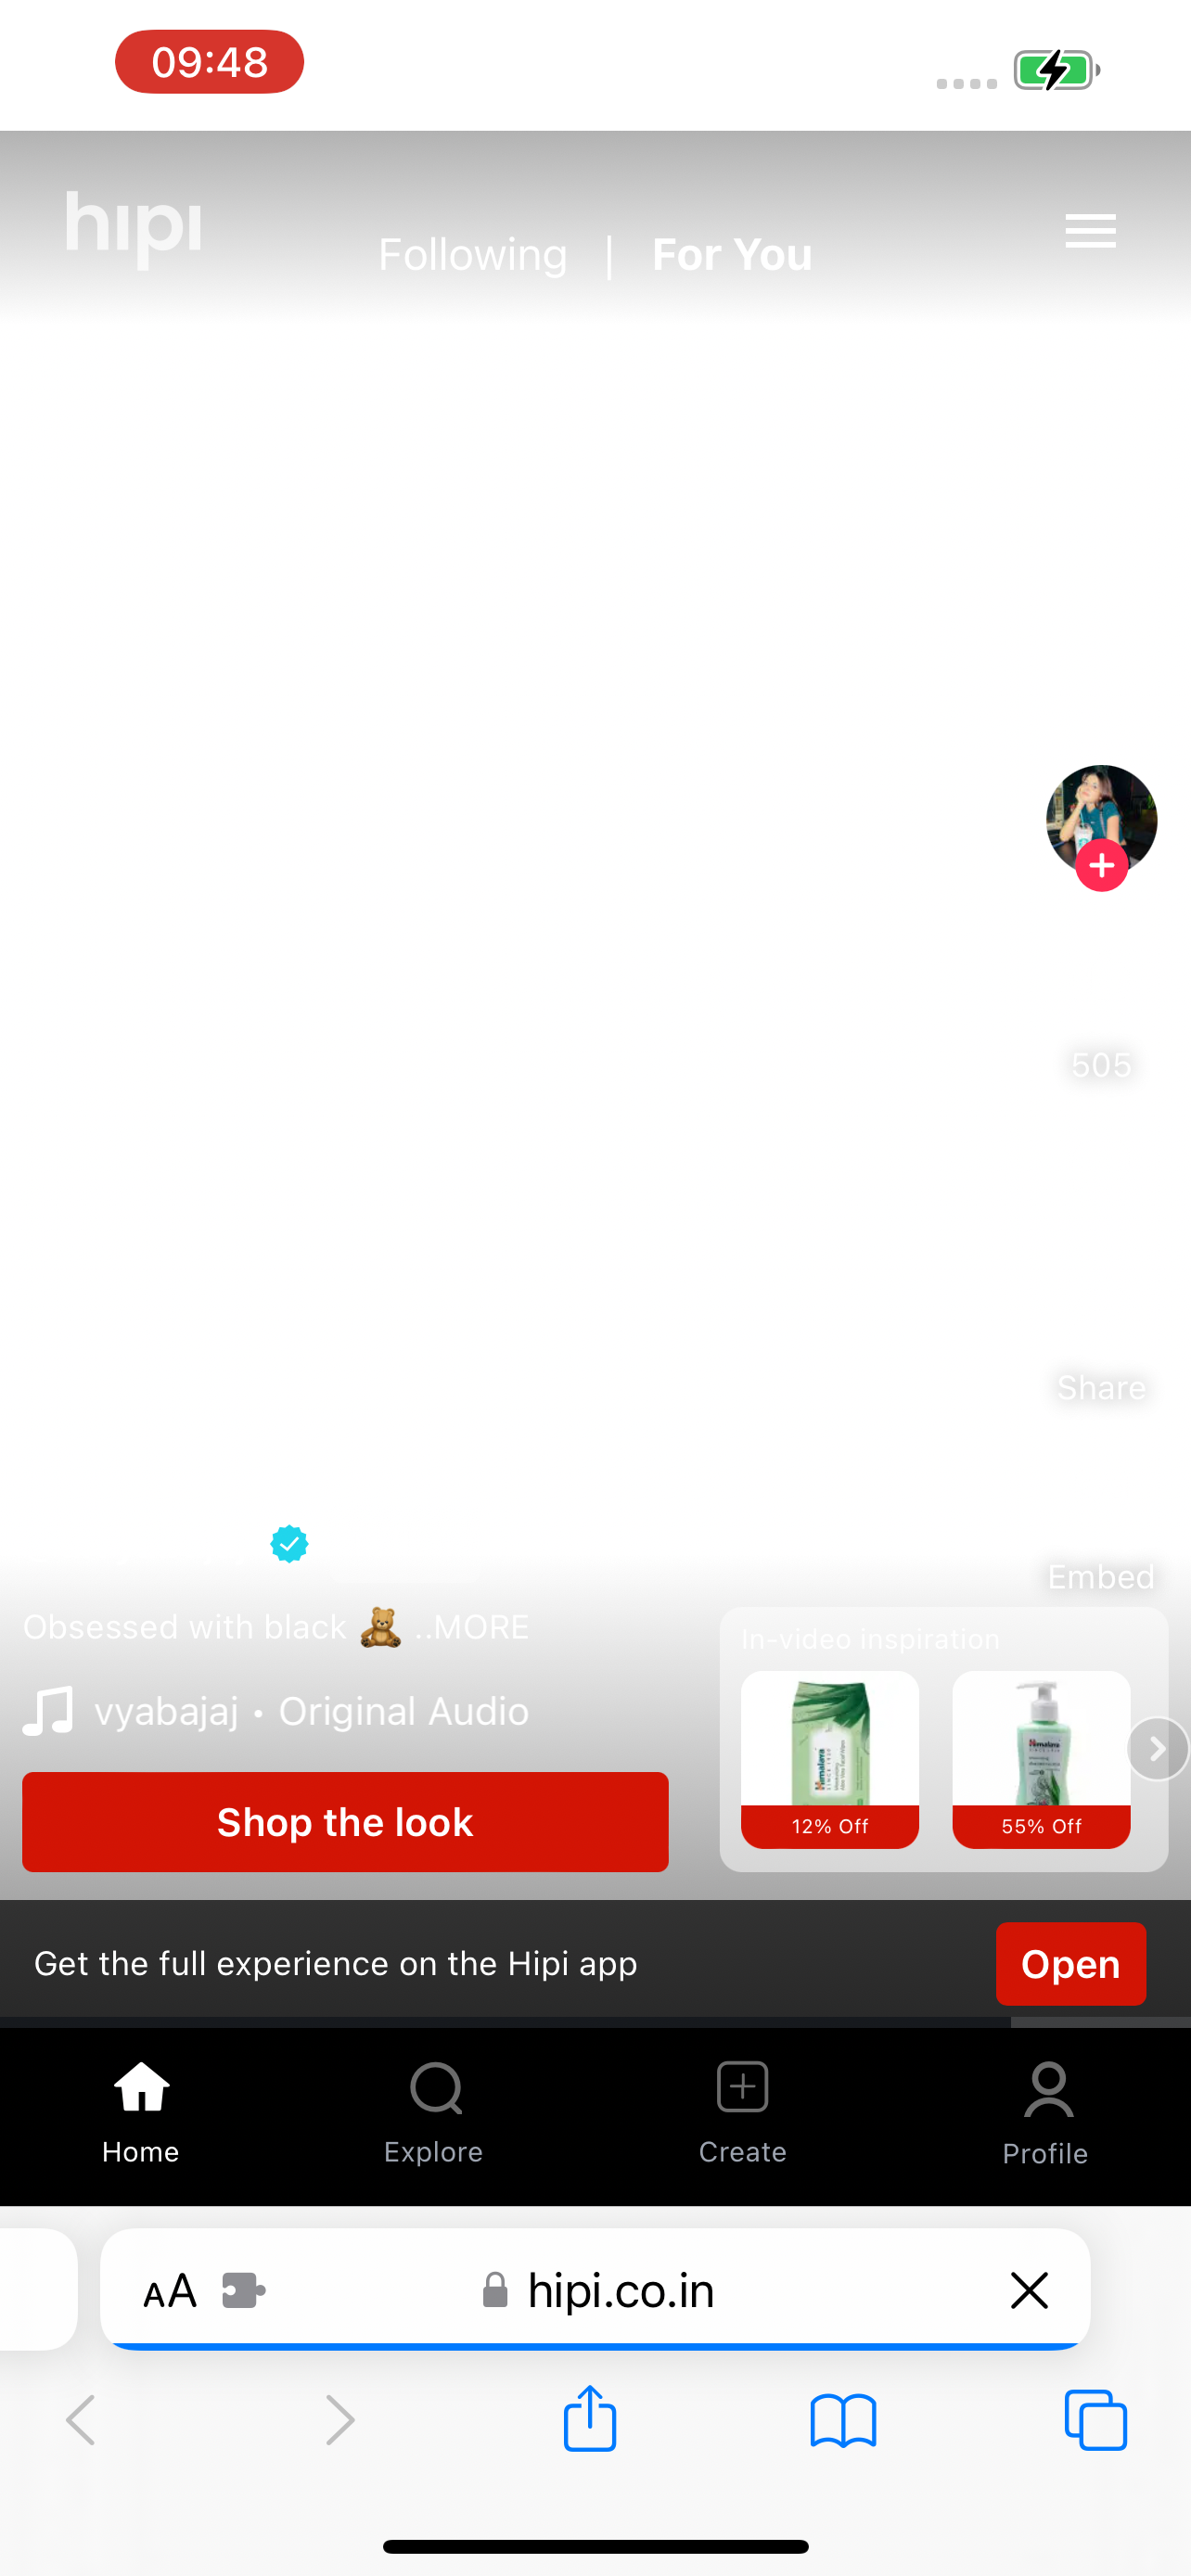 09:48
hipi
Following | For You
505
Share
Embed
Obsessed with black 🧸 ..MORE
In-video inspiration
vyabajaj • Original Audio
Himalaya
Himalaya
12% Off
55% Off
Shop the look
Get the full experience on the Hipi app
Open
Home
Explore
Create
Profile
AA
hipi.co.in